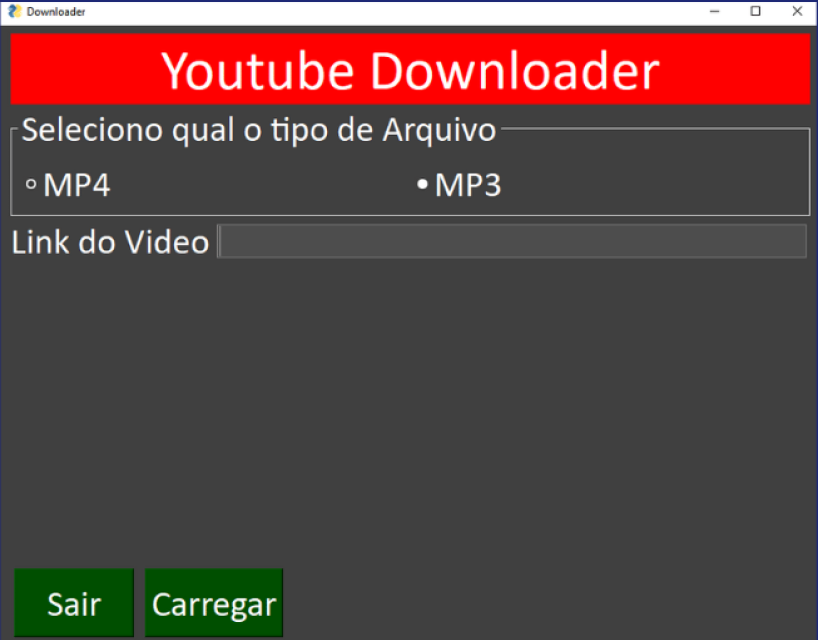 Downloader
Youtube Downloader
Seleciono qual o tipo de Arquivo
MP4 MP3
Link do Video
Sair Carregar